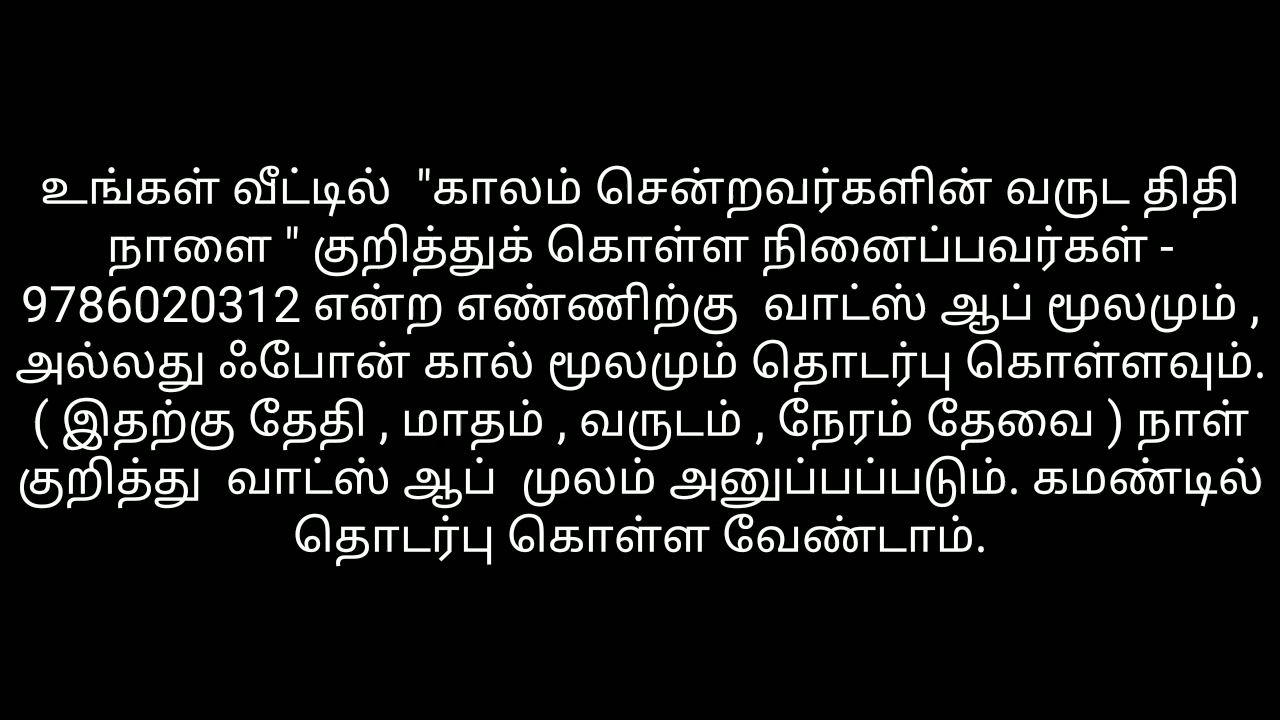 உங்கள் வீட்டில்  "காலம் சென்றவர்களின் வருட திதி
நாளை " குறித்துக் கொள்ள நினைப்பவர்கள் -
9786020312 என்ற எண்ணிற்கு  வாட்ஸ் ஆப் மூலமும் ,
அல்லது ஃபோன் கால் மூலமும் தொடர்பு கொள்ளவும்.
( இதற்கு தேதி , மாதம் , வருடம் , நேரம் தேவை ) நாள்
குறித்து  வாட்ஸ் ஆப்  முலம் அனுப்பப்படும். கமண்டில்
தொடர்பு கொள்ள வேண்டாம்.